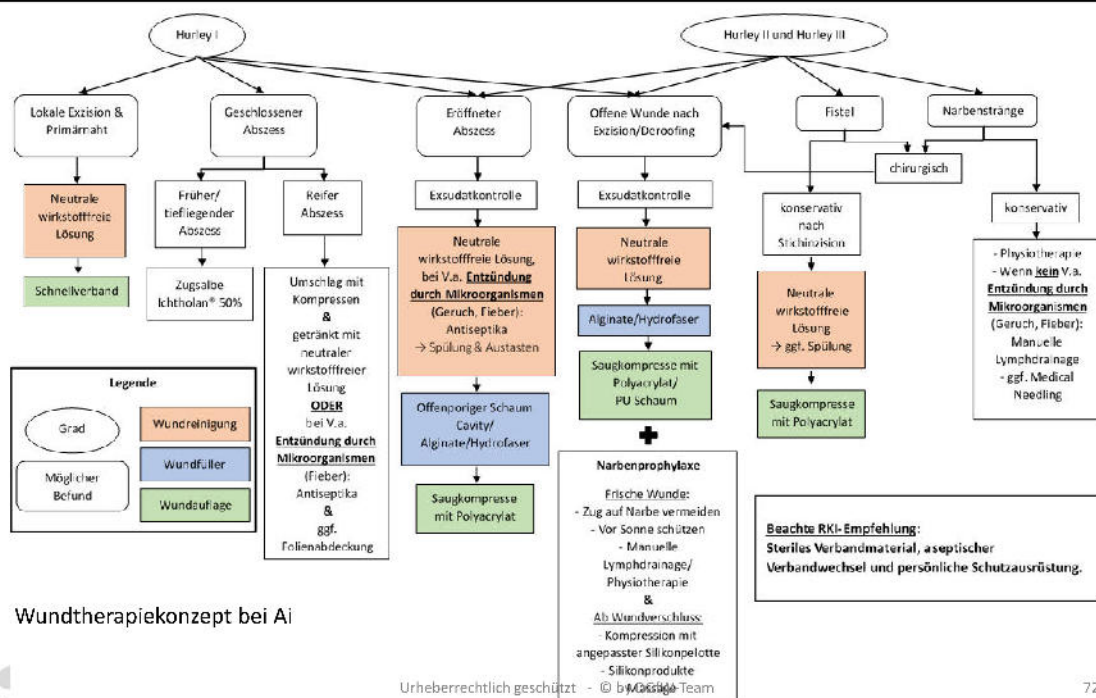 Hurley I
Hurley II und Hurley III
Lokale Exzision &
Primärnaht
Geschlossener
Abszess
Eröffneter
Abszess
Offene Wunde nach
Exzision/Deroofing
Fistel
Narbenstränge
chirurgisch
Neutrale
wirkstofffreie
Lösung
Schnellverband
Früher/
tiefliegender
Abszess
Zugsalbe
Ichtholan® 50%
Reifer
Abszess
Umschlag mit
Kompressen
&
getränkt mit
neutraler
wirkstofffreier
Lösung
ODER
bei V.a.
Entzündung durch
Mikroorganismen
(Fieber):
Antiseptika
&
ggf.
Folienabdeckung
Exsudatkontrolle
Neutrale
wirkstofffreie Lösung,
bei V.a. Entzündung
durch Mikroorganismen
(Geruch, Fieber):
Antiseptika
→ Spülung & Austasten
Offenporiger Schaum
Cavity/
Alginate/Hydrofaser
Saugkompresse
mit Polyacrylat
Exsudatkontrolle
Neutrale
wirkstofffreie
Lösung
Alginate/Hydrofaser
Saugkompresse mit
Polyacrylat/
PU Schaum
Narbenprophylaxe
Frische Wunde:
- Zug auf Narbe vermeiden
- Vor Sonne schützen
- Manuelle
Lymphdrainage/
Physiotherapie
&
Ab Wundverschluss:
- Kompression mit
angepasster Silikonpelotte
- Silikonprodukte
- Massage
konservativ
nach
Stichinzision
Neutrale
wirkstofffreie
Lösung
→ ggf. Spülung
Saugkompresse
mit Polyacrylat
konservativ
- Physiotherapie
- Wenn kein V.a.
Entzündung durch
Mikroorganismen
(Geruch, Fieber):
Manuelle
Lymphdrainage
- ggf. Medical
Needling
Legende
Grad
Möglicher
Befund
Wundreinigung
Wundfüller
Wundauflage
Beachte RKI-Empfehlung:
Steriles Verbandmaterial, aseptischer
Verbandwechsel und persönliche Schutzausrüstung.
Wundtherapiekonzept bei Ai
Urheberrechtlich geschützt - © by Team
72